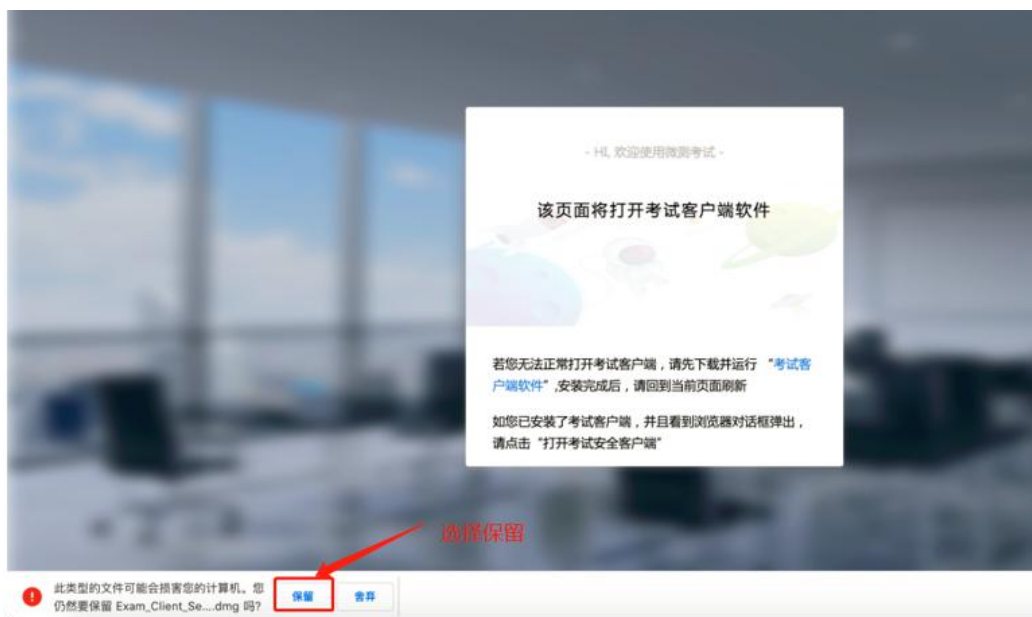 - HI, 欢迎使用微测考试 -
该页面将打开考试客户端软件
若您无法正常打开考试客户端，请先下载并运行 “考试客
户端软件” ,安装完成后，请回到当前页面刷新
如您已安装了考试客户端，并且看到浏览器对话框弹出，
请点击“打开考试安全客户端”
选择保留
此类型的文件可能会损害您的计算机。您
仍然要保留 Exam_Client_Se....dmg 吗?
保留
舍弃